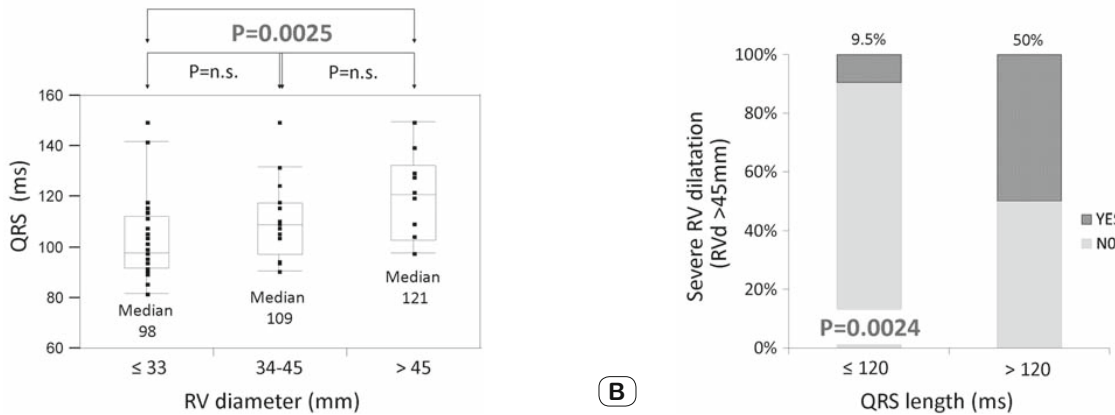 P=0.0025
P=n.s.
P=n.s.
160
140
120
100
80
60
QRS
(ms)
Median
98
Median
109
Median
121
≤ 33
34-45
> 45
RV diameter (mm)
B
9.5%
50%
100%
80%
60%
40%
20%
0%
Severe RV dilatation
(RVd >45mm)
YES
NO
P=0.0024
≤ 120
> 120
QRS length (ms)